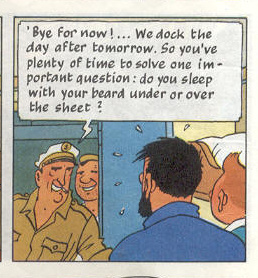 'Bye for now!... We dock the
day after tomorrow. So you've
plenty of time to solve one im-
portant question: do you sleep
with your beard under or over
the sheet?